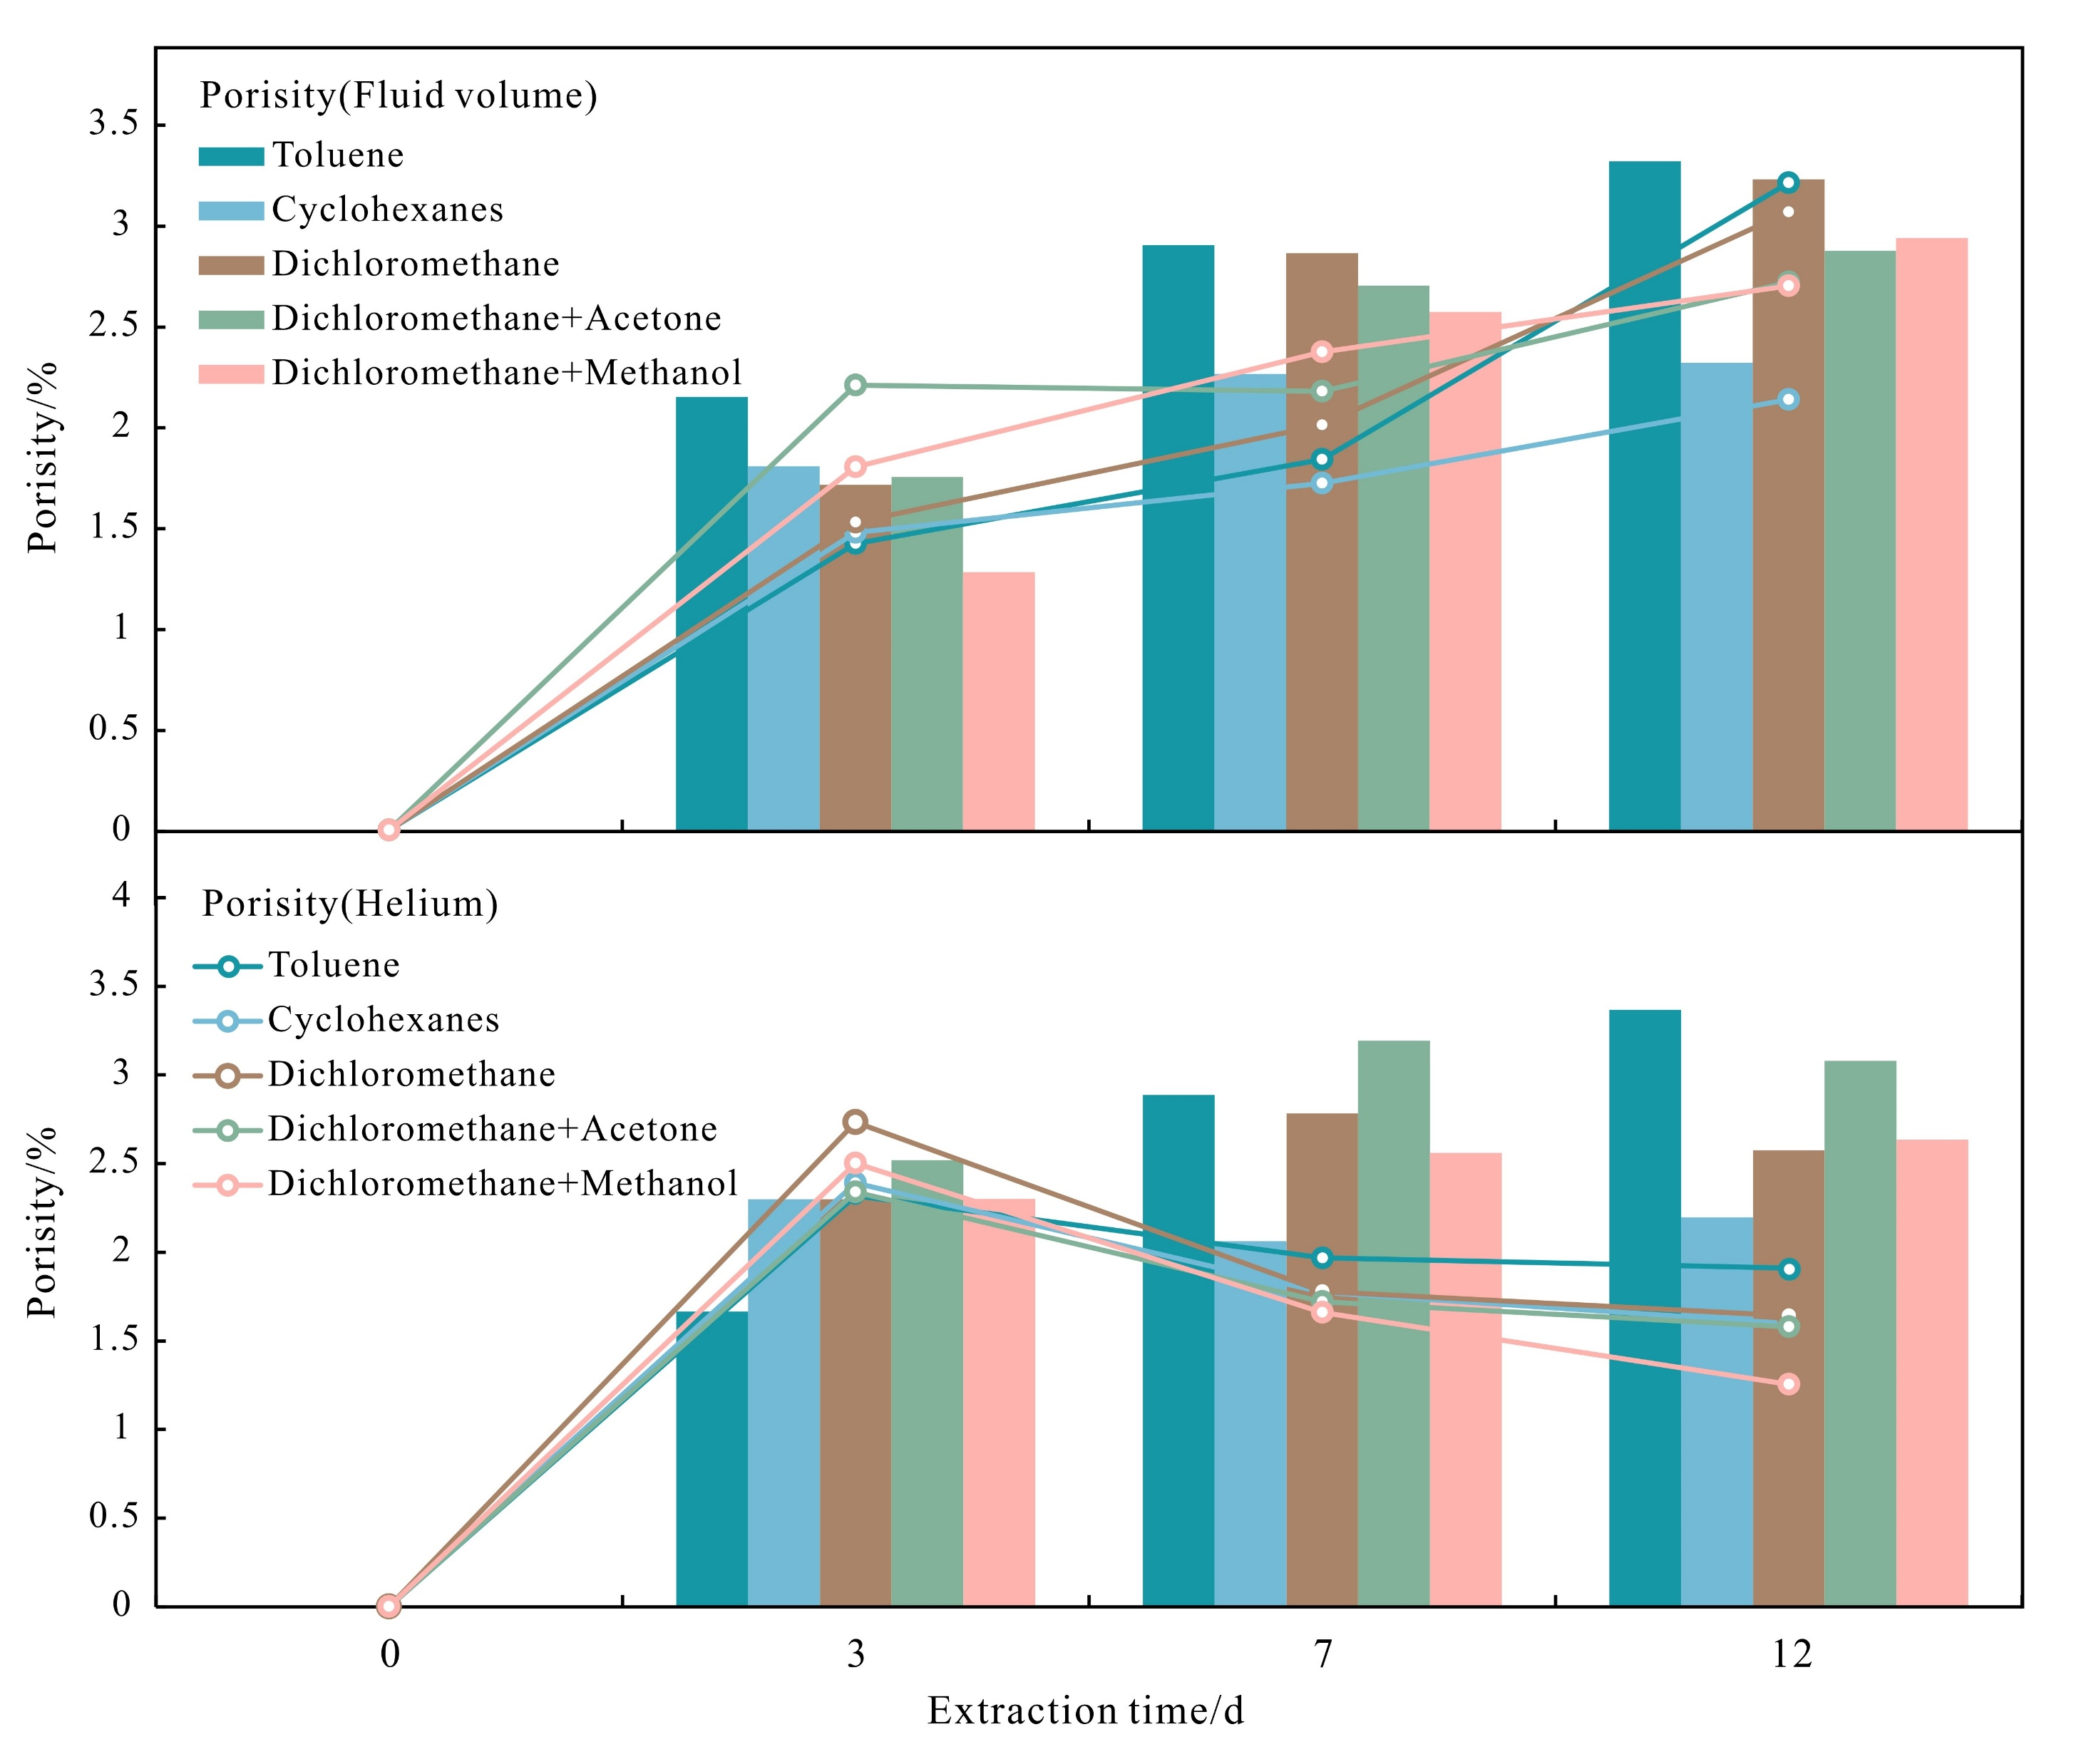 Porisity(Fluid volume)
Toluene
Cyclohexanes
Dichloromethane
Dichloromethane+Acetone
Dichloromethane+Methanol
Porisity/%
3.5
3
2.5
2
1.5
1
0.5
0
Porisity(Helium)
Toluene
Cyclohexanes
Dichloromethane
Dichloromethane+Acetone
Dichloromethane+Methanol
Porisity/%
4
3.5
3
2.5
2
1.5
1
0.5
0
0 3 7 12
Extraction time/d